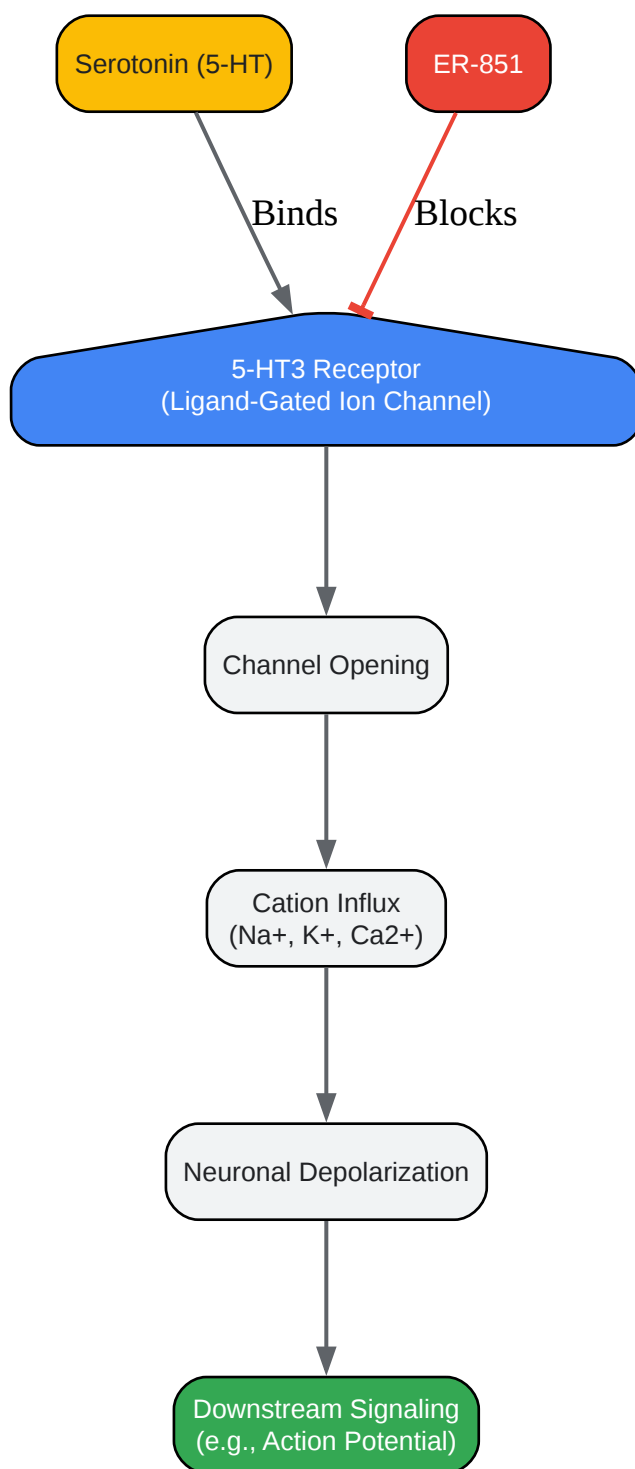 Serotonin (5-HT)
ER-851
Binds
Blocks
5-HT3 Receptor
(Ligand-Gated Ion Channel)
Channel Opening
Cation Influx
(Na+, K+, Ca2+)
Neuronal Depolarization
Downstream Signaling
(e.g., Action Potential)